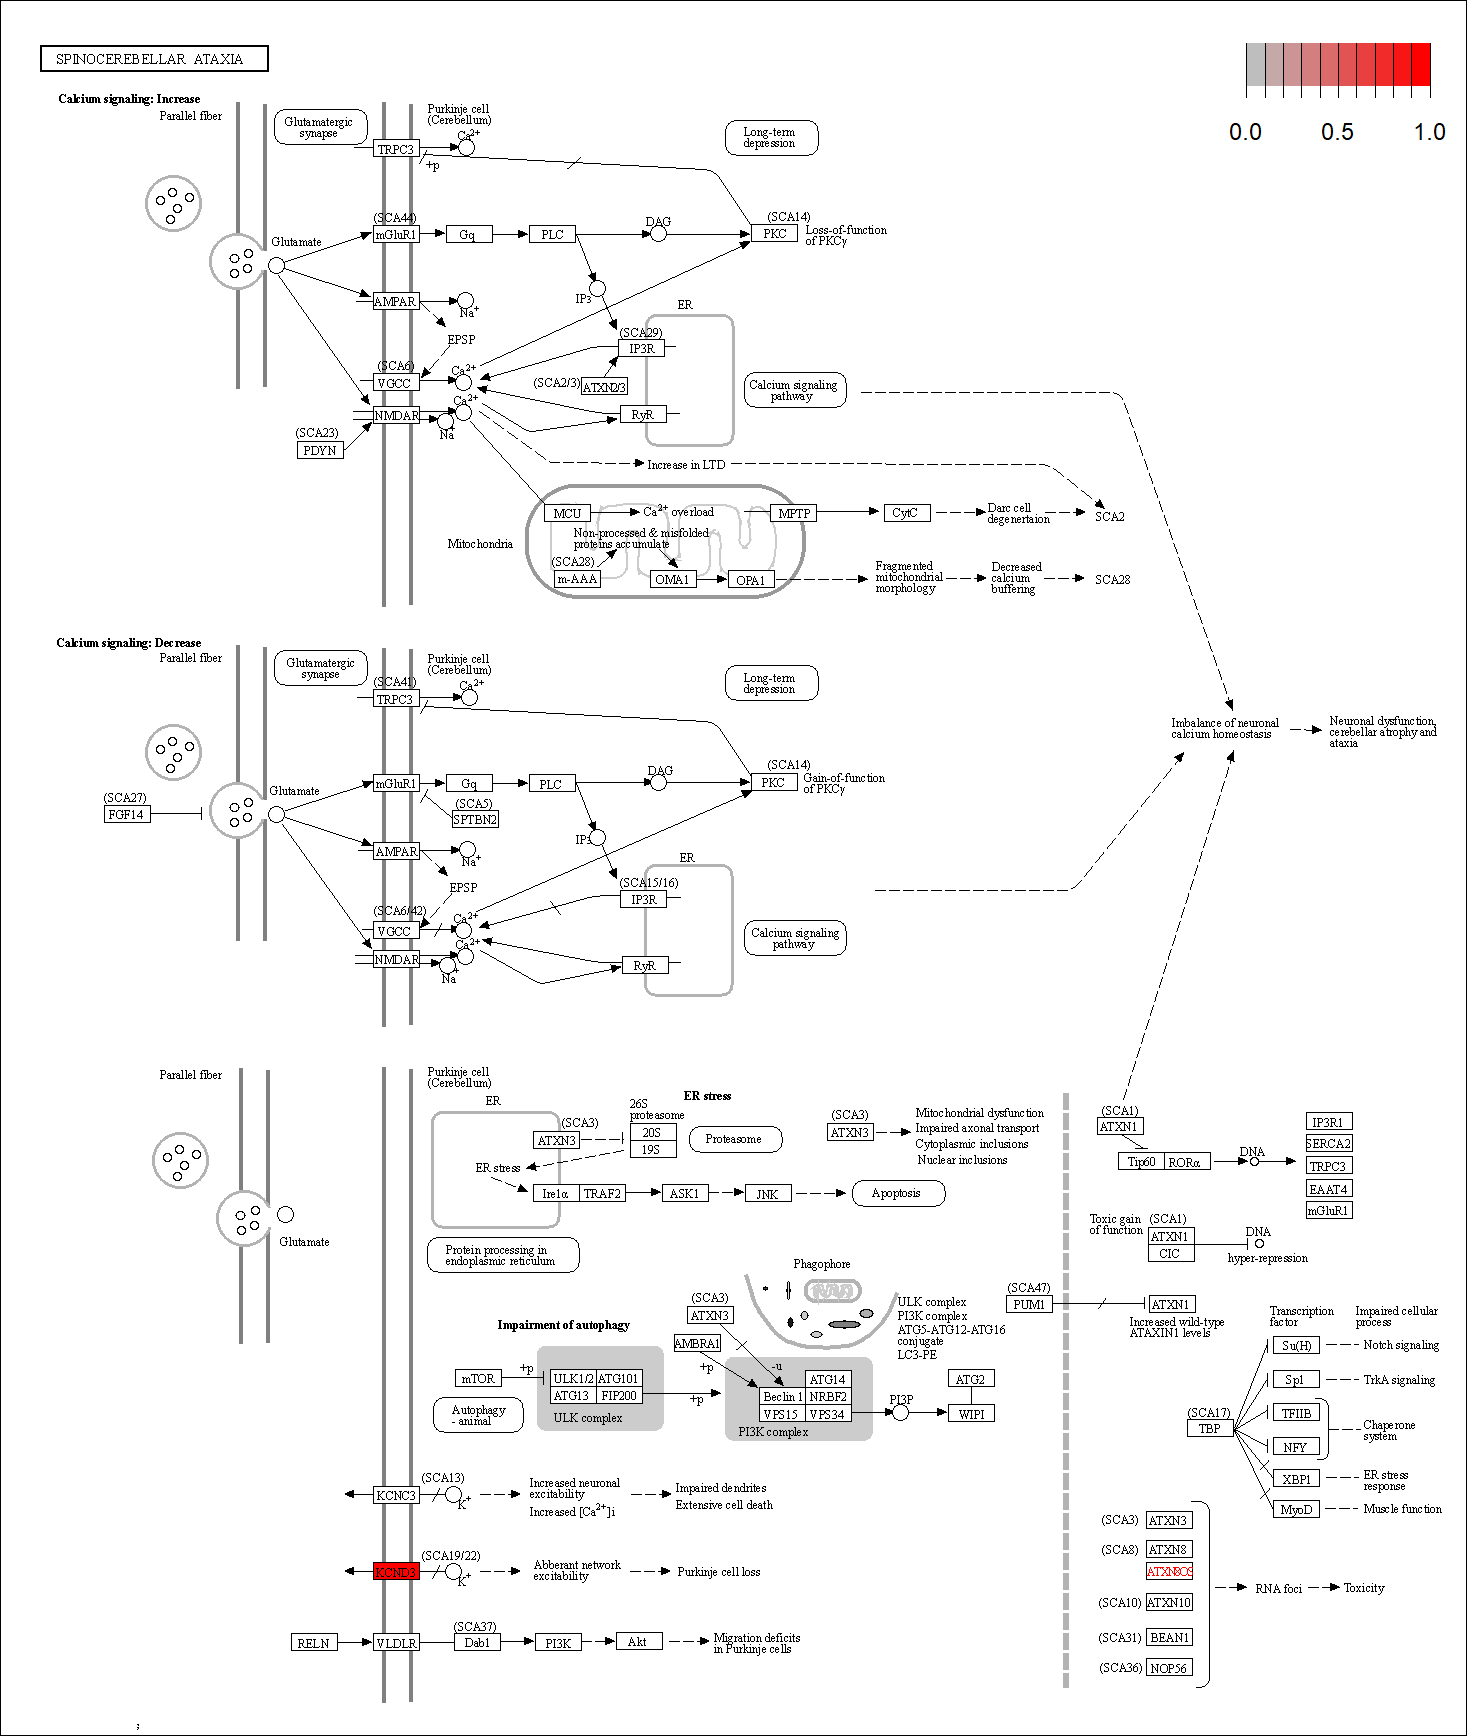 SPINOCEREBELLAR ATAXIA
0.0 0.5 1.0
Calcium signaling: Increase
Parallel fiber
Glutamatergic
synapse
Purkinje cell
(Cerebellum)
Ca2+
TRPC3
+p
Long-term
depression
(SCA44)
mGluR1
Gq
PLC
DAG
(SCA14)
PKC
Loss-of-function
of PKCγ
Glutamate
IP3
AMPAR
Na+
EPSP
ER
(SCA29)
IP3R
(SCA6)
VGCC
Ca2+
(SCA2/3)
ATXN2/3
Calcium signaling
pathway
NMDAR
Ca2+
Na+
RyR
(SCA23)
PDYN
Increase in LTD
MCU
Ca2+ overload
MPTP
CytC
Darc cell
degenertaion
SCA2
Mitochondria
Non-processed & misfolded
proteins accumulate
(SCA28)
m-AAA
OMA1
OPA1
Fragmented
mitochondrial
morphology
Decreased
calcium
buffering
SCA28
Calcium signaling: Decrease
Parallel fiber
Glutamatergic
synapse
Purkinje cell
(Cerebellum)
(SCA41)
TRPC3
Ca2+
Long-term
depression
Imbalance of neuronal
calcium homeostasis
Neuronal dysfunction,
cerebellar atrophy and
ataxia
mGluR1
Gq
PLC
DAG
(SCA14)
PKC
Gain-of-function
of PKCγ
Glutamate
(SCA27)
FGF14
(SCA5)
SPTBN2
IP3
AMPAR
Na+
EPSP
ER
(SCA15/16)
IP3R
(SCA6/42)
VGCC
Ca2+
Calcium signaling
pathway
NMDAR
Ca2+
Na+
RyR
Parallel fiber
Purkinje cell
(Cerebellum)
Glutamate
ER
ER stress
(SCA3)
ATXN3
26S
proteasome
20S
19S
Proteasome
(SCA3)
ATXN3
Mitochondrial dysfunction
Impaired axonal transport
Cytoplasmic inclusions
Nuclear inclusions
ER stress
Ire1α
TRAF2
ASK1
JNK
Apoptosis
Protein processing in
endoplasmic reticulum
(SCA1)
ATXN1
Tip60
RORα
DNA
IP3R1
SERCA2
TRPC3
EAAT4
mGluR1
Toxic gain
of function
(SCA1)
ATXN1
CIC
DNA
hyper-repression
Phagophore
ULK complex
PI3K complex
ATG5-ATG12-ATG16
conjugate
LC3-PE
(SCA47)
PUM1
ATXN1
Increased wild-type
ATAXIN1 levels
Impairment of autophagy
(SCA3)
ATXN3
AMBRA1
+p
-u
mTOR
+p
ULK1/2
ATG101
ATG13
FIP200
ULK complex
+p
ATG14
Beclin 1
NRBF2
VPS15
VPS34
PI3K complex
PI3P
ATG2
WIPI
Autophagy
- animal
Transcription
factor
Impaired cellular
process
Su(H)
Notch signaling
Sp1
TrkA signaling
(SCA17)
TBP
TFIIB
NFY
Chaperone
system
XBP1
ER stress
response
MyoD
Muscle function
(SCA13)
KCNC3
K+
Increased neuronal
excitability
Increased [Ca2+]i
Impaired dendrites
Extensive cell death
(SCA19/22)
KCND3
K+
Abberant network
excitability
Purkinje cell loss
RELN
VLDLR
(SCA37)
Dab1
PI3K
Akt
Migration deficits
in Purkinje cells
(SCA3) ATXN3
(SCA8) ATXN8
ATXN8OS
(SCA10) ATXN10
(SCA31) BEAN1
(SCA36) NOP56
RNA foci
Toxicity
;